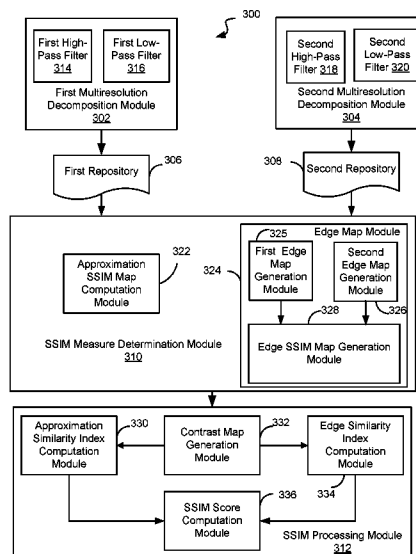 300
First High-
Pass Filter
314
First Low-
Pass Filter
316
First Multiresolution
Decomposition Module
302
Second
High-Pass
Filter 318
Second
Low-Pass
Filter 320
Second Multiresolution
Decomposition Module
304
First Repository
306
308
Second Repository
Edge Map Module
325
324
First Edge
Map
Generation
Module
Second
Edge Map
Generation
Module
326
322
Approximation
SSIM Map
Computation
Module
328
Edge SSIM Map Generation
Module
SSIM Measure Determination Module
310
Approximation
Similarity Index
Computation
Module
330
Contrast Map
Generation
Module
332
Edge Similarity
Index
Computation
Module
334
SSIM Score
Computation
Module
336
SSIM Processing Module
312